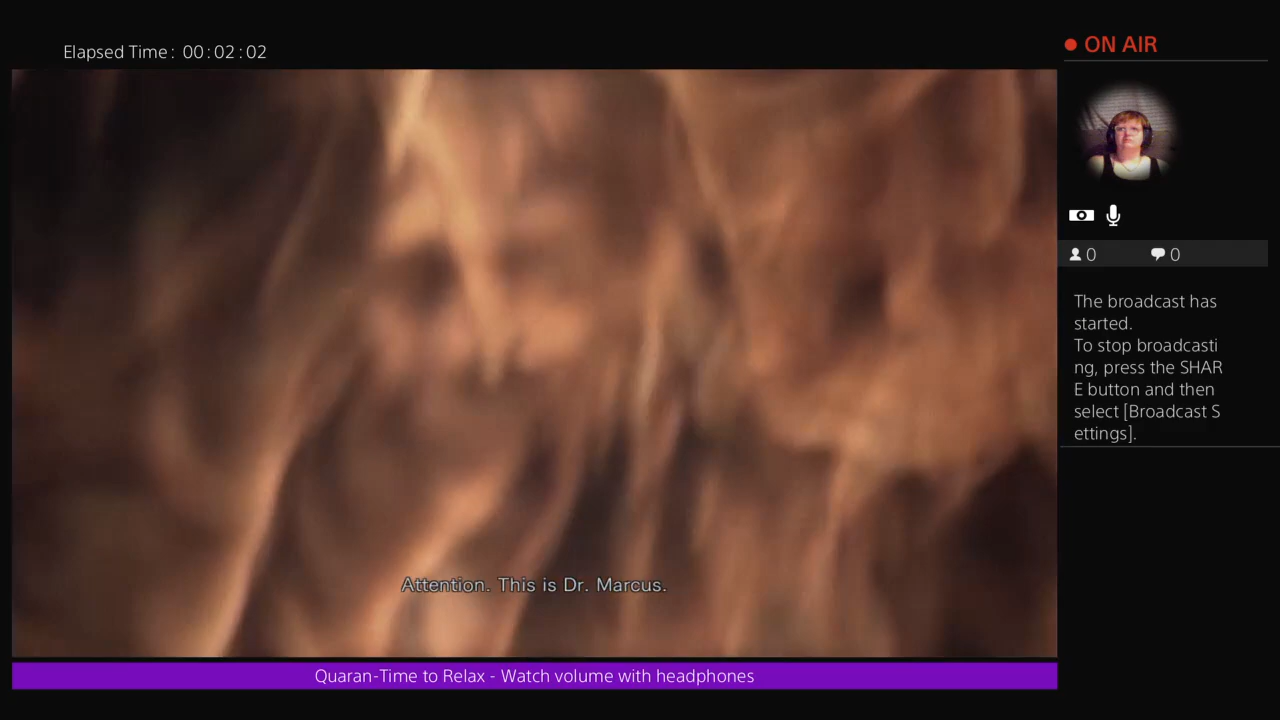 Elapsed Time: 00:02:02
ON AIR
0 0
The broadcast has
started.
To stop broadcasti
ng, press the SHAR
E button and then
select [Broadcast S
ettings].
Attention. This is Dr. Marcus.
Quaran-Time to Relax - Watch volume with headphones